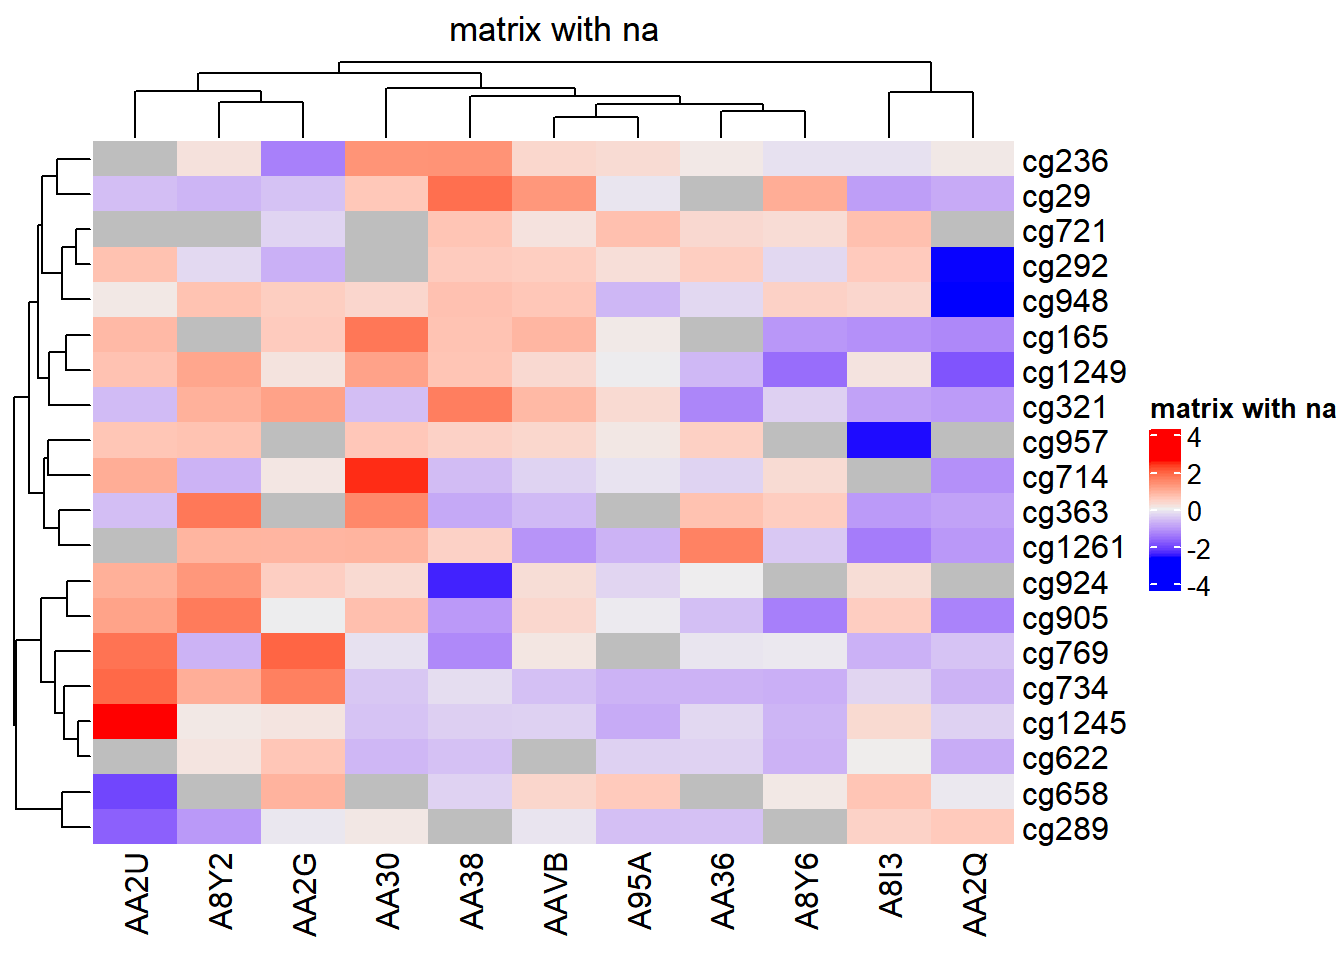 matrix with na
cg236
cg29
cg721
cg292
cg948
cg165
cg1249
cg321
cg957
cg714
cg363
cg1261
cg924
cg905
cg769
cg734
cg1245
cg622
cg658
cg289
AA2U
A8Y2
AA2G
AA30
AA38
AAVB
A95A
AA36
A8Y6
A8I3
AA2Q
matrix with na
4
2
0
-2
-4